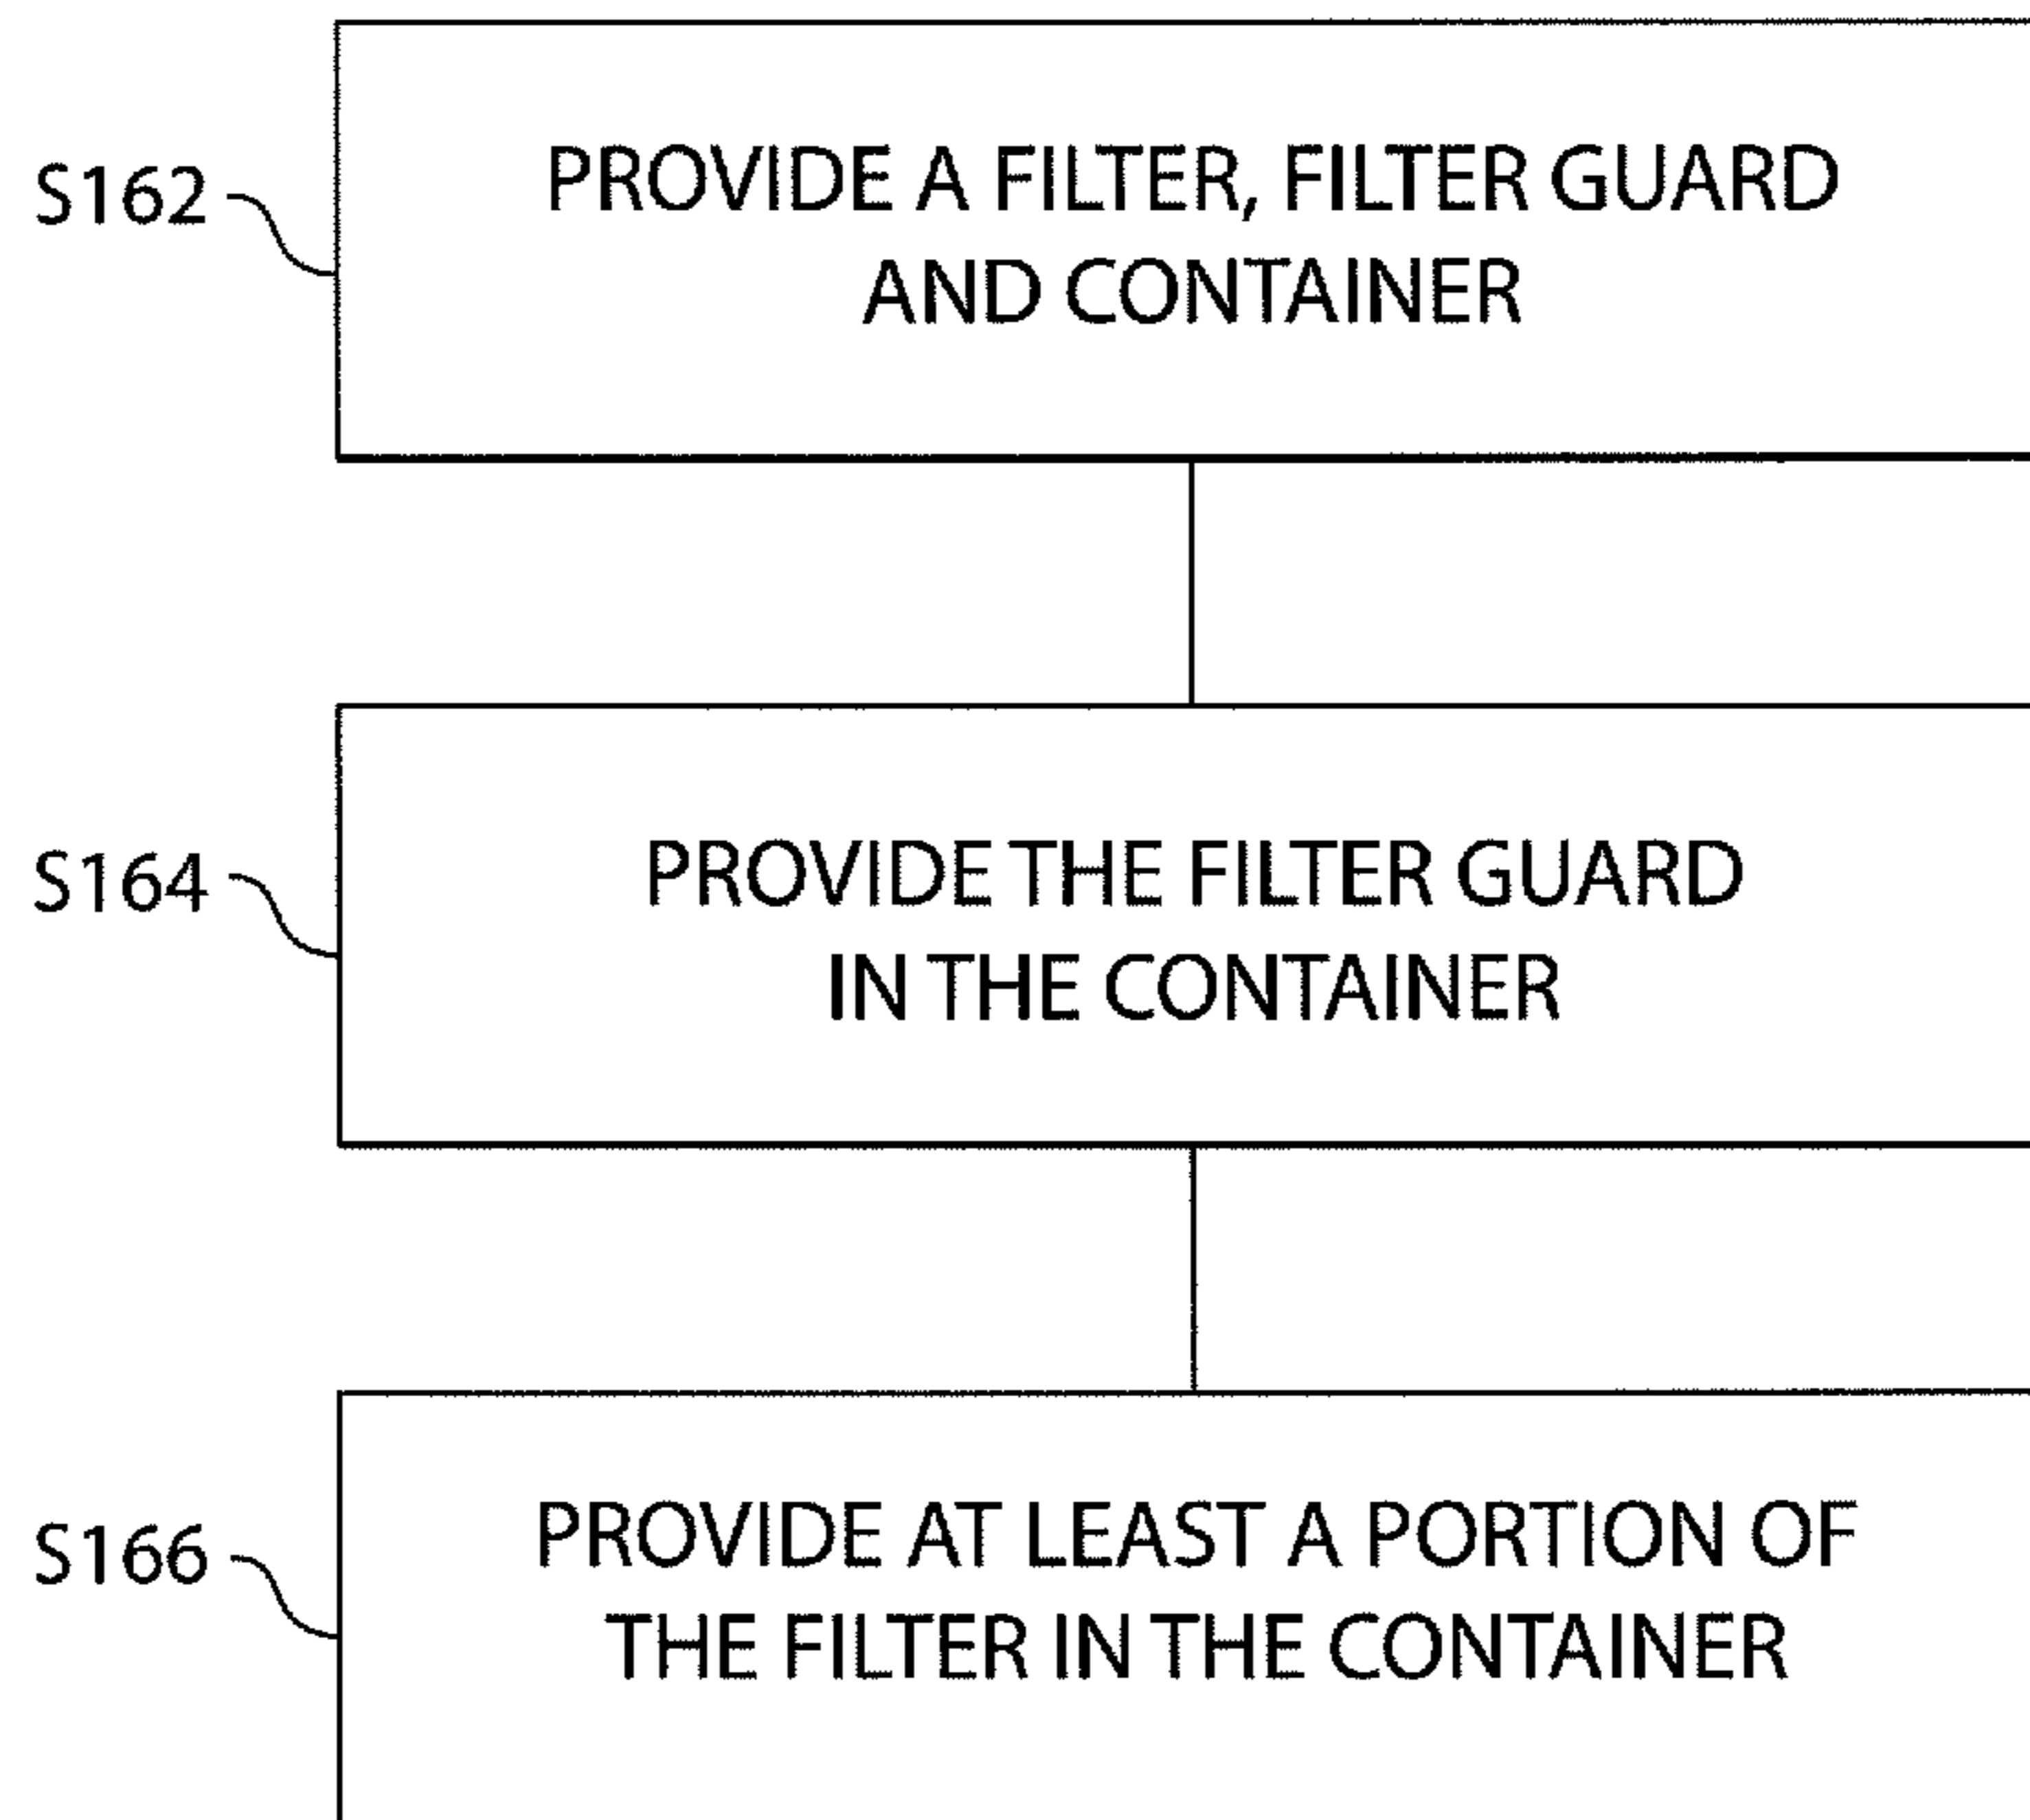 S162
PROVIDE A FILTER, FILTER GUARD
AND CONTAINER
S164
PROVIDE THE FILTER GUARD
IN THE CONTAINER
S166
PROVIDE AT LEAST A PORTION OF
THE FILTER IN THE CONTAINER